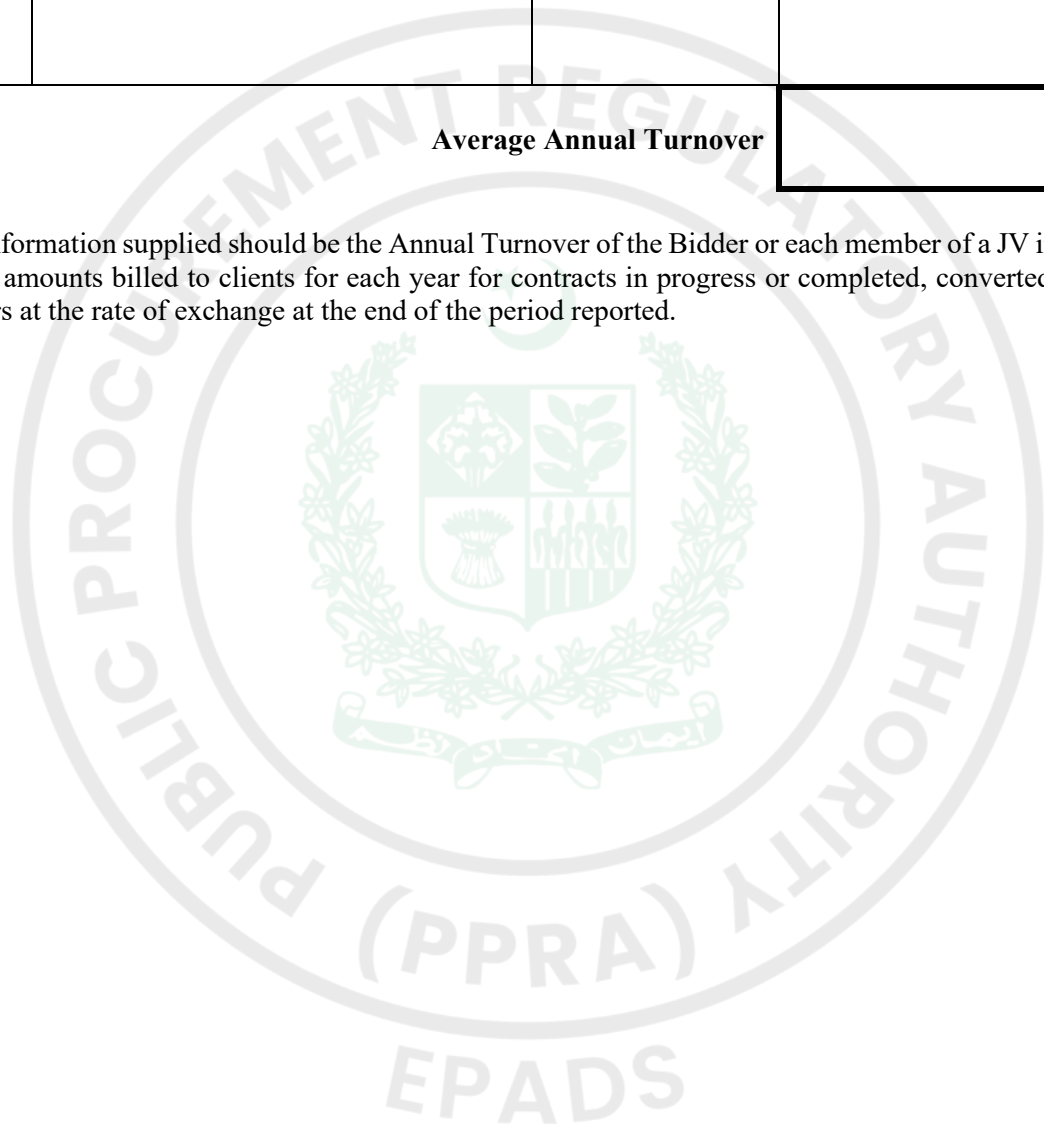 Average Annual Turnover
formation supplied should be the Annual Turnover of the Bidder or each member of a JV i
amounts billed to clients for each year for contracts in progress or completed, converted
s at the rate of exchange at the end of the period reported.
PUBLIC PROCUREMENT REGULATORY AUTHORITY
(PPRA)
EPADS